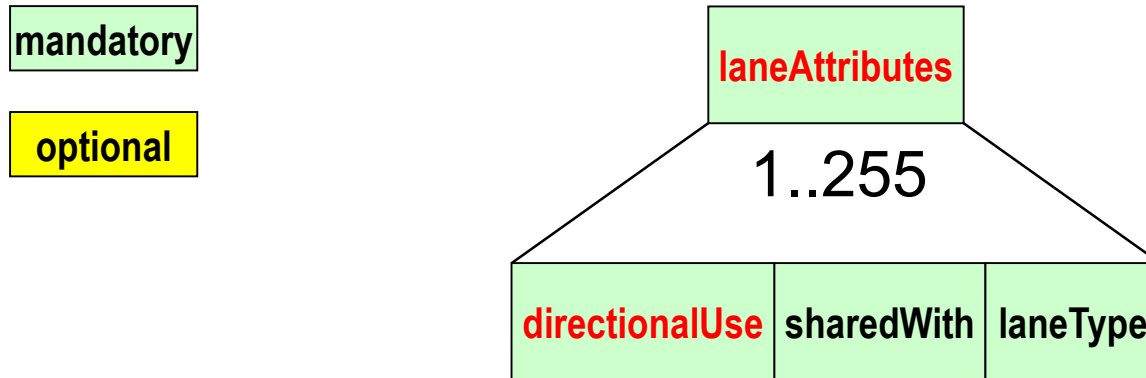 mandatory
optional
laneAttributes
1..255
directionalUse sharedWith laneType